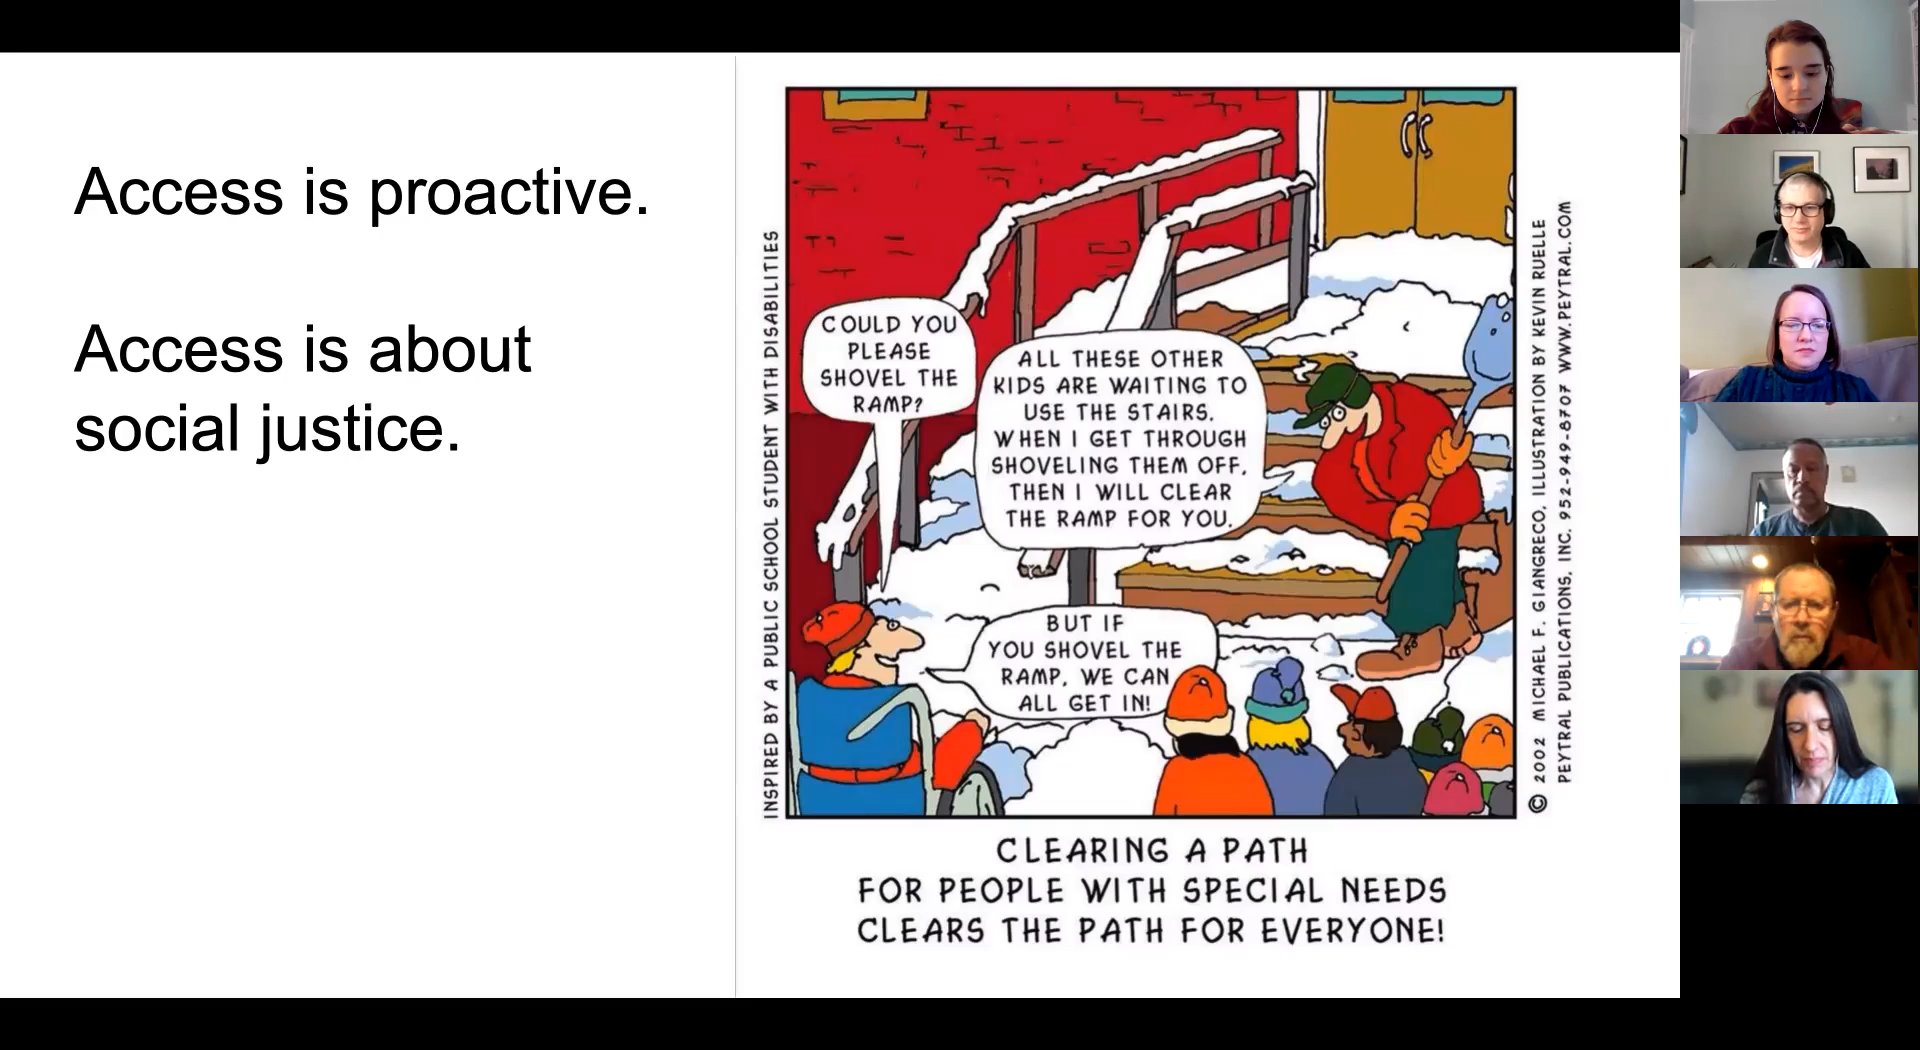 Access is proactive.
Access is about
social justice.
INSPIRED BY A PUBLIC SCHOOL STUDENT WITH DISABILITIES
COULD YOU
PLEASE
SHOVEL THE
RAMP?
ALL THESE OTHER
KIDS ARE WAITING TO
USE THE STAIRS.
WHEN I GET THROUGH
SHOVELING THEM OFF,
THEN I WILL CLEAR
THE RAMP FOR YOU.
BUT IF
YOU SHOVEL THE
RAMP, WE CAN
ALL GET IN!
© 2002 MICHAEL F. GIANGRECO, ILLUSTRATION BY KEVIN RUELLE
PEYTRAL PUBLICATIONS, INC. 952-949-8707 WWW.PEYTRAL.COM
CLEARING A PATH
FOR PEOPLE WITH SPECIAL NEEDS
CLEARS THE PATH FOR EVERYONE!